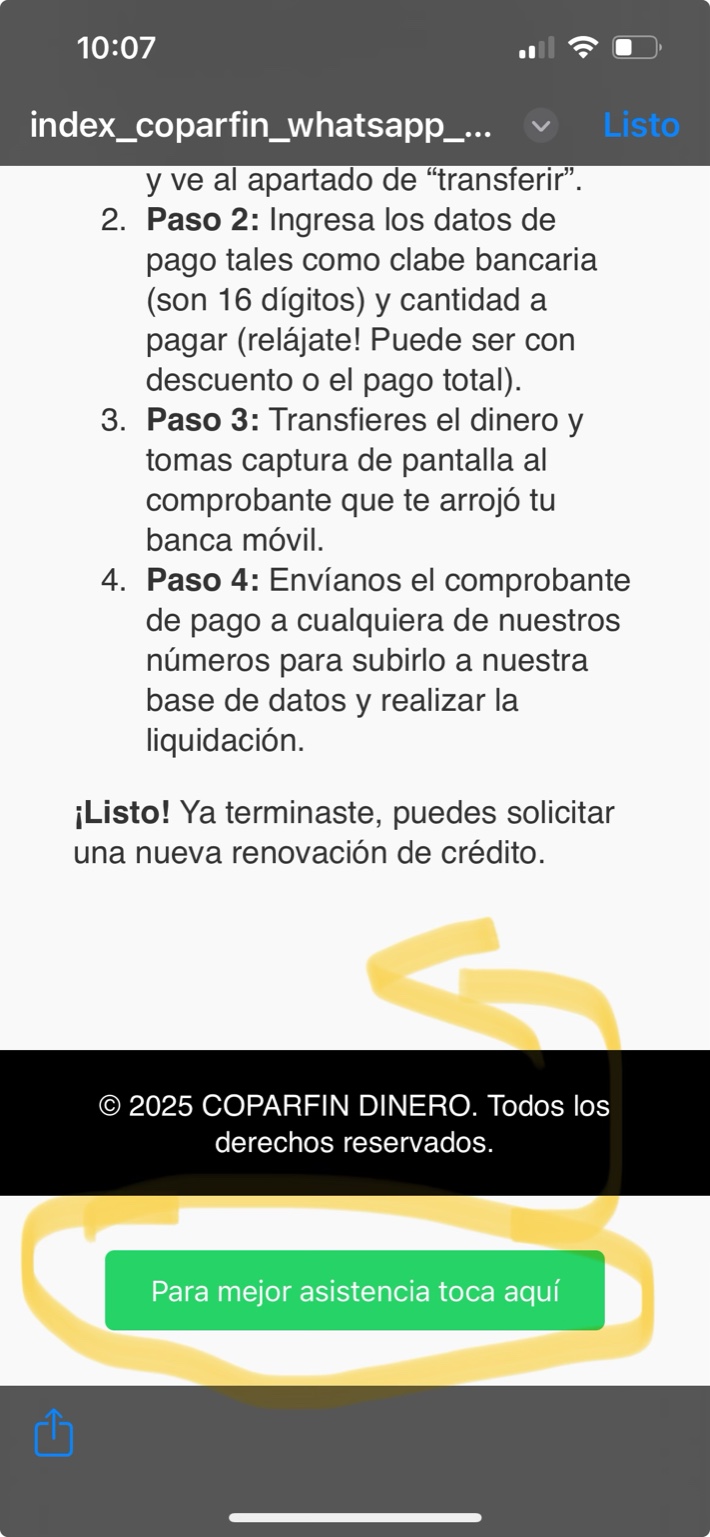 10:07
index_coparfin_whatsapp_...
Listo
y ve al apartado de “transferir”.
2. Paso 2: Ingresa los datos de
pago tales como clabe bancaria
(son 16 dígitos) y cantidad a
pagar (relájate! Puede ser con
descuento o el pago total).
3. Paso 3: Transfieres el dinero y
tomas captura de pantalla al
comprobante que te arrojó tu
banca móvil.
4. Paso 4: Envíanos el comprobante
de pago a cualquiera de nuestros
números para subirlo a nuestra
base de datos y realizar la
liquidación.
¡Listo! Ya terminaste, puedes solicitar
una nueva renovación de crédito.
© 2025 COPARFIN DINERO. Todos los
derechos reservados.
Para mejor asistencia toca aquí